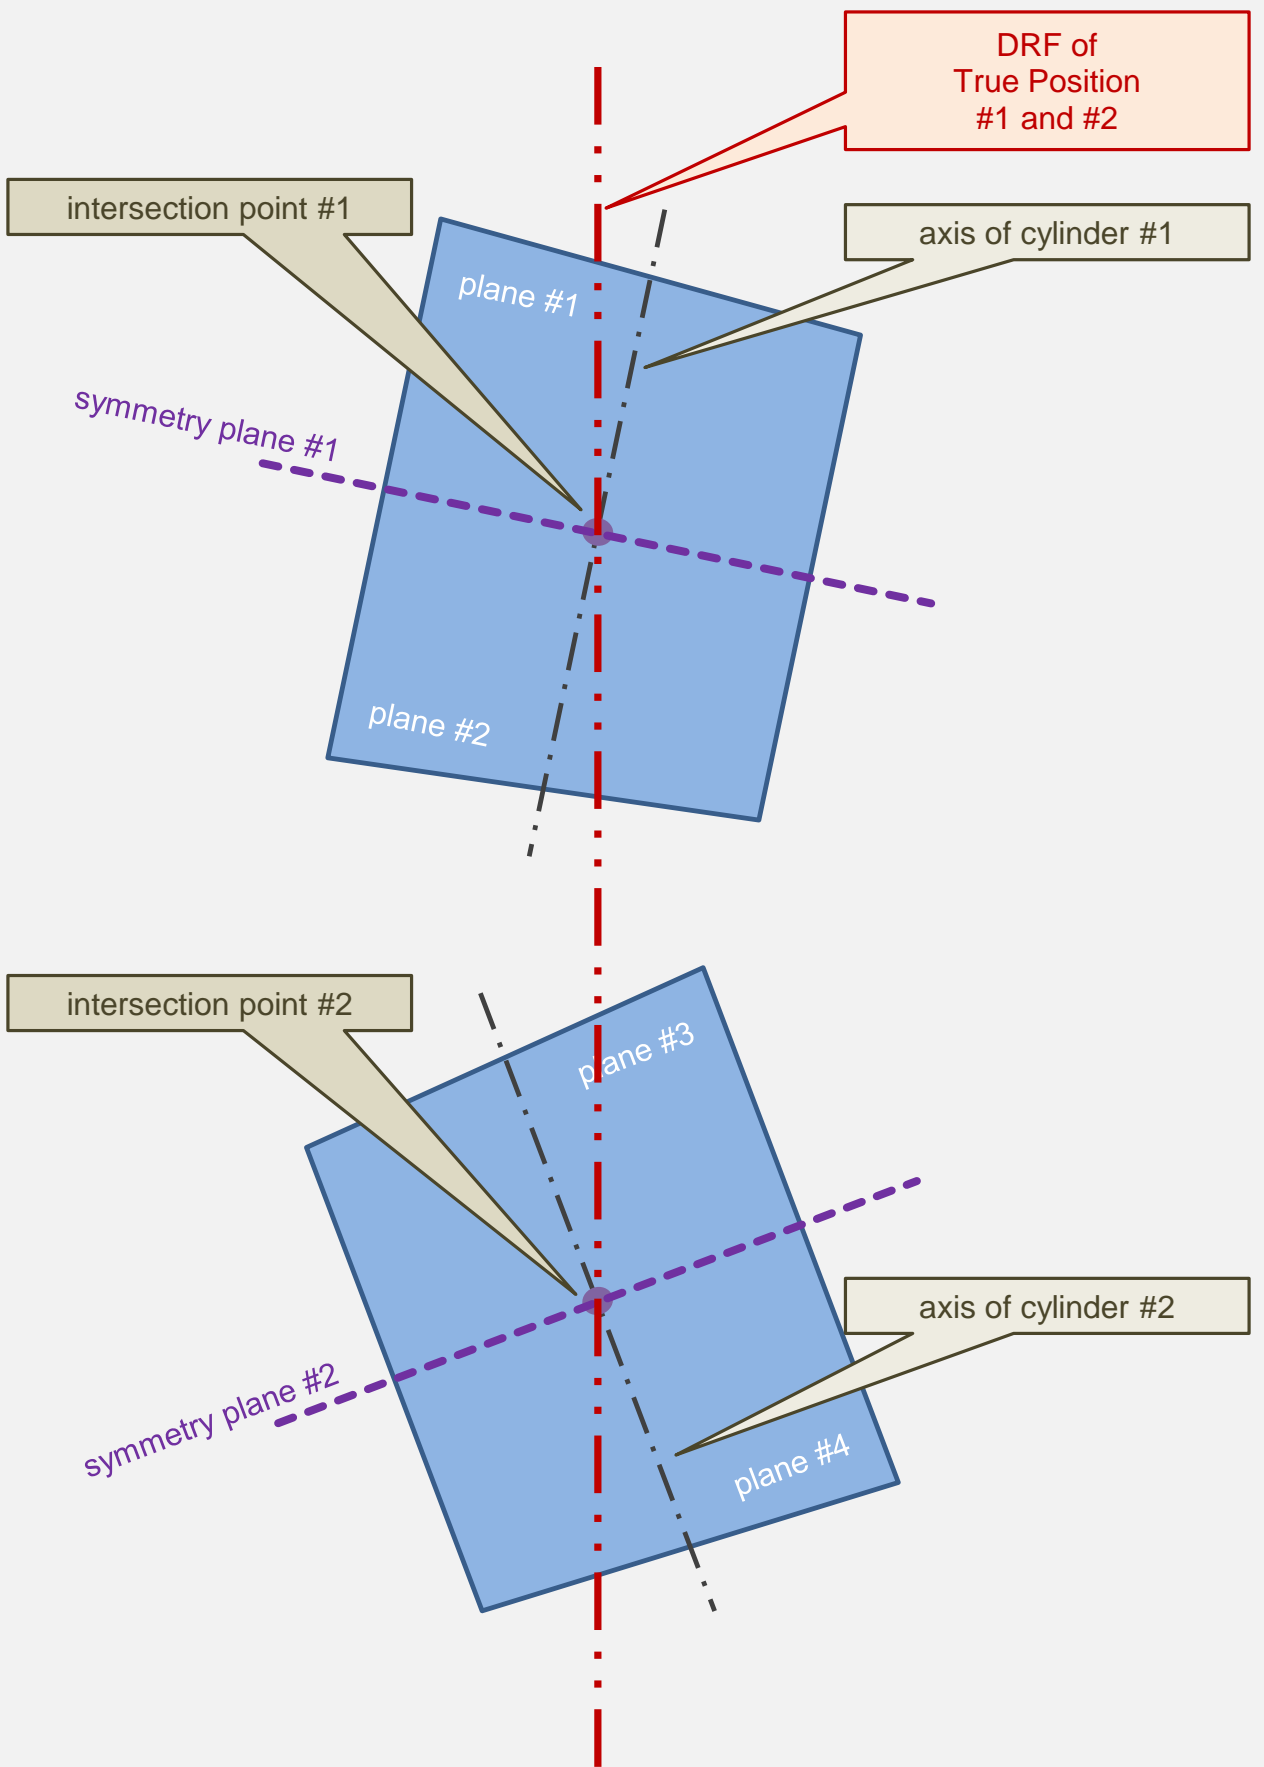 DRF of
True Position
#1 and #2
intersection point #1
axis of cylinder #1
plane #1
symmetry plane #1
plane #2
intersection point #2
plane #3
axis of cylinder #2
symmetry plane #2
plane #4